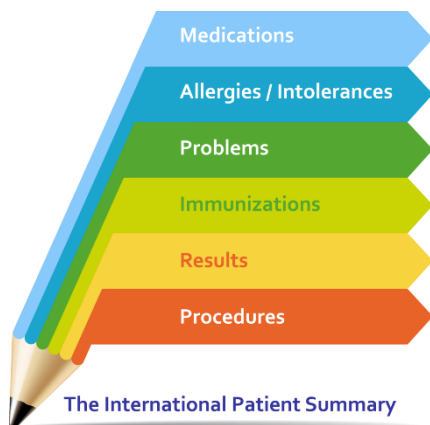 Medications
Allergies / Intolerances
Problems
Immunizations
Results
Procedures
The International Patient Summary